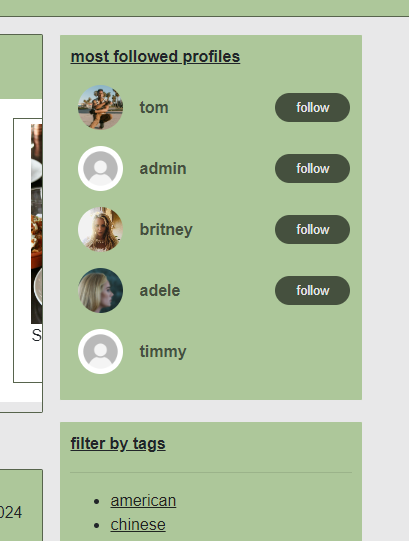 most followed profiles
tom follow
admin follow
britney follow
adele follow
timmy
S
filter by tags
024
american
chinese